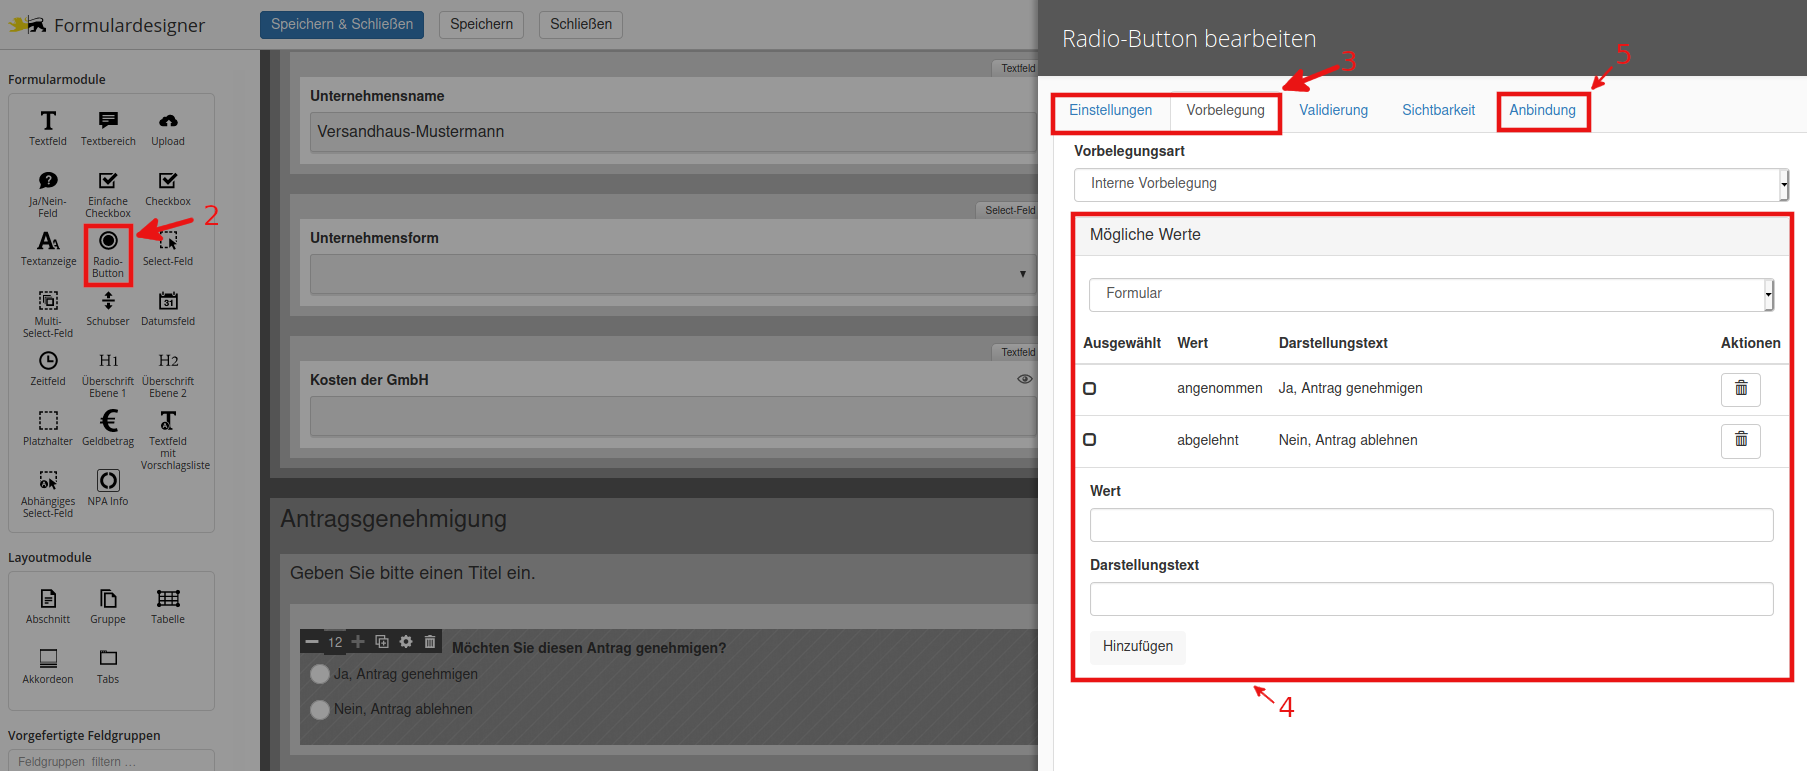 Formulardesigner
Speichern & Schließen
Speichern
Schließen
Formularmodule
Textfeld
Textbereich
Upload
Ja/Nein-
Feld
Einfache
Checkbox
Checkbox
2
Textanzeige
Radio-
Button
Select-Feld
Multi-
Select-Feld
Schubser
31
Datumsfeld
Zeitfeld
H1
Überschrift
Ebene 1
H2
Überschrift
Ebene 2
Platzhalter
€
Geldbetrag
Textfeld
mit
Vorschlagsliste
Abhängiges
Select-Feld
NPA Info
Layoutmodule
Abschnitt
Gruppe
Tabelle
Akkordeon
Tabs
Vorgefertigte Feldgruppen
Feldgruppen filtern ...
Textfeld
Unternehmensname
Versandhaus-Mustermann
Select-Feld
Unternehmensform
Textfeld
Kosten der GmbH
Antragsgenehmigung
Geben Sie bitte einen Titel ein.
12
Möchten Sie diesen Antrag genehmigen?
Ja, Antrag genehmigen
Nein, Antrag ablehnen
Radio-Button bearbeiten
3
5
Einstellungen
Vorbelegung
Validierung
Sichtbarkeit
Anbindung
Vorbelegungsart
Interne Vorbelegung
Mögliche Werte
Formular
Ausgewählt Wert Darstellungstext Aktionen
angenommen Ja, Antrag genehmigen
abgelehnt Nein, Antrag ablehnen
Wert
Darstellungstext
Hinzufügen
4